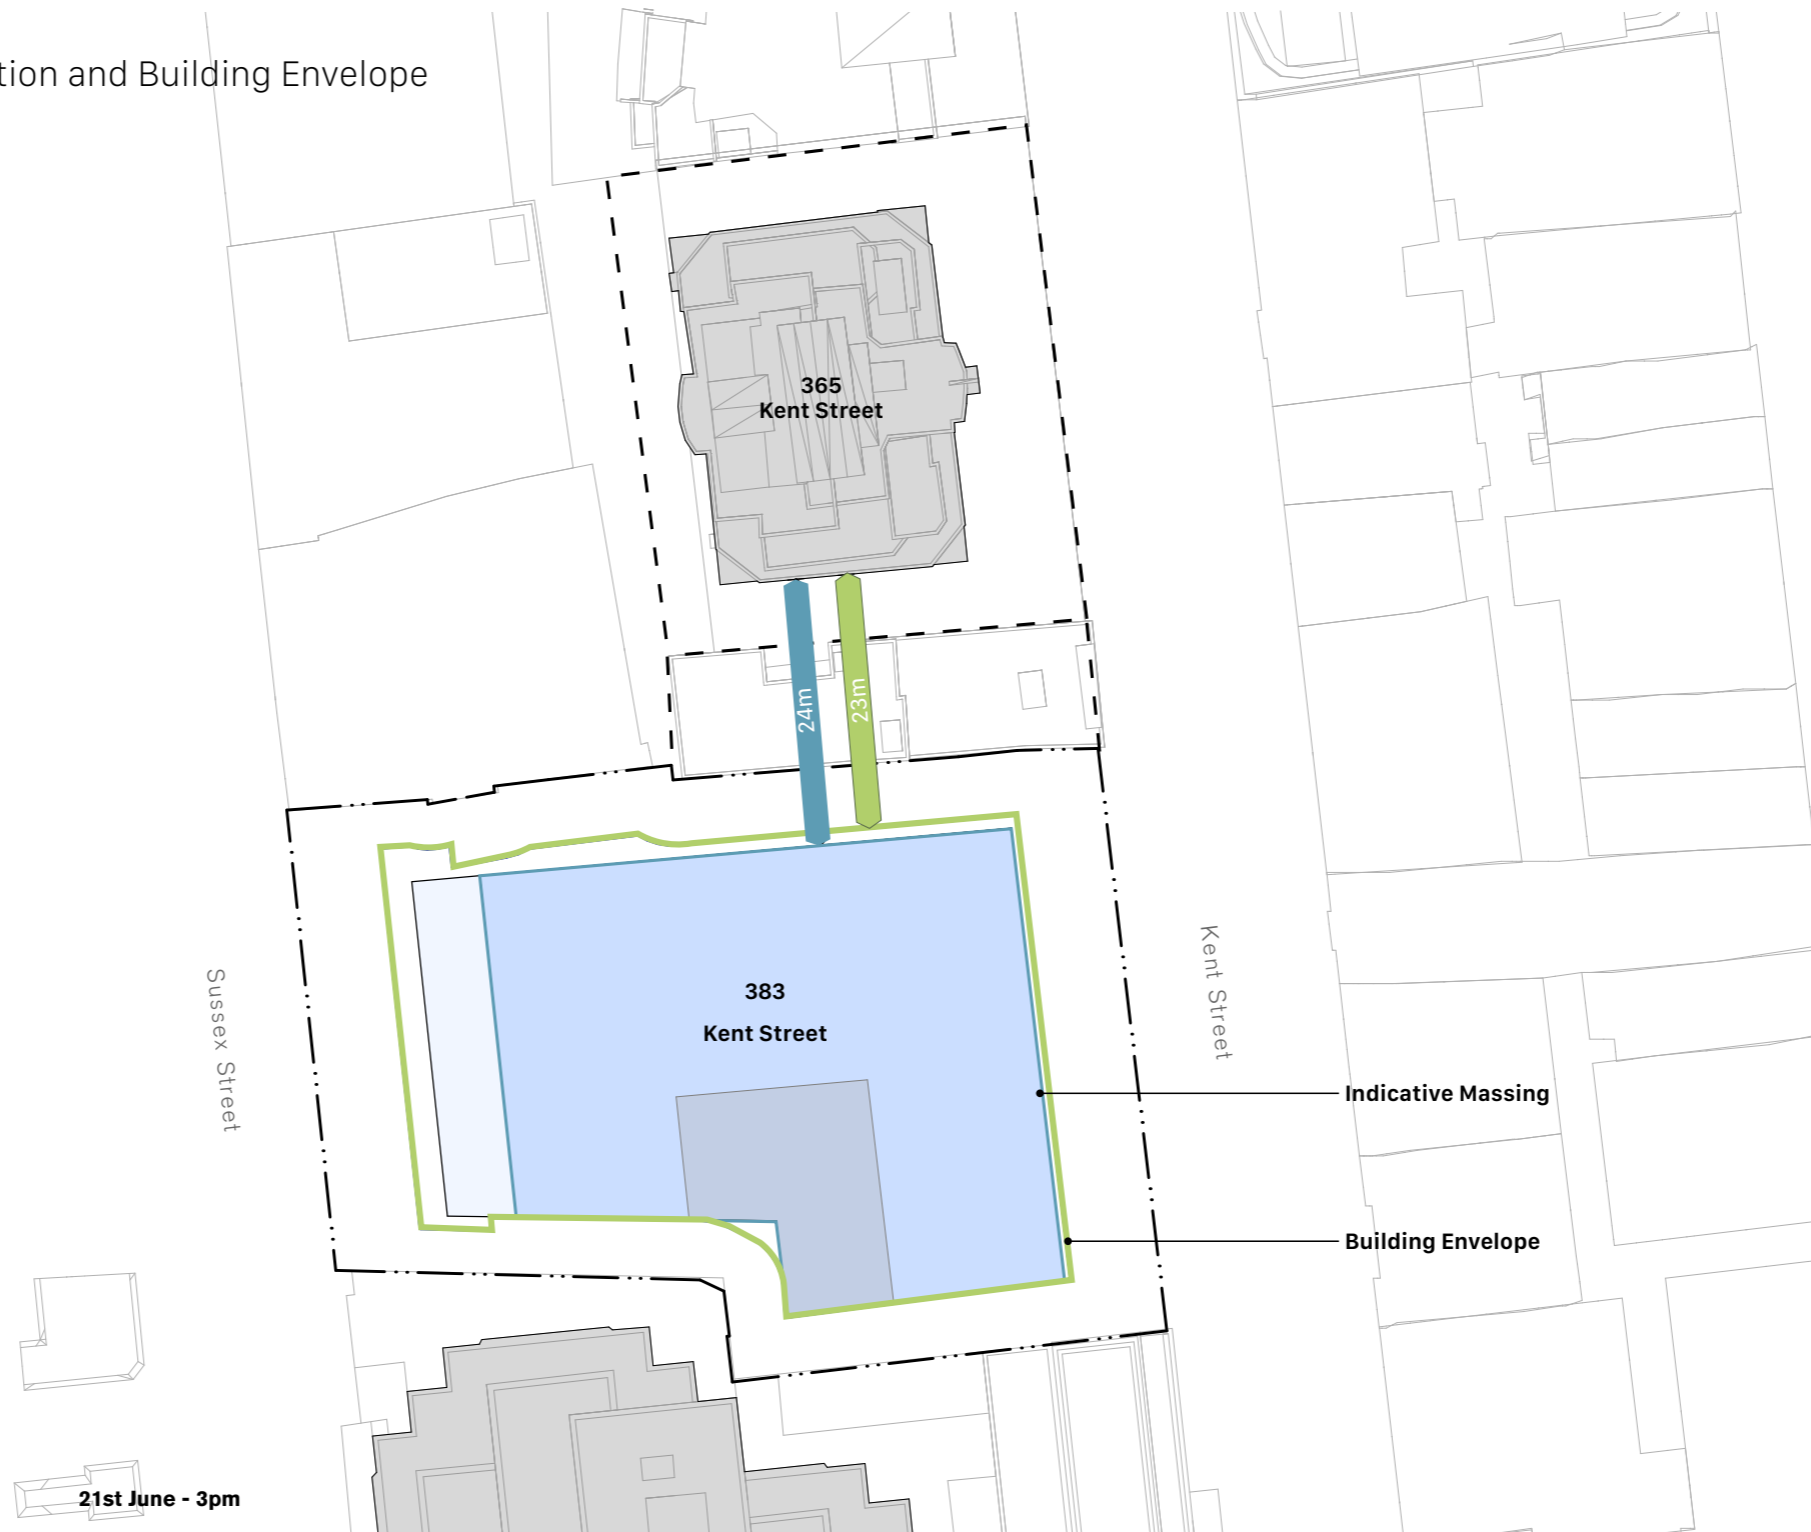 tion and Building Envelope
365
Kent Street
24m
23m
383
Kent Street
Sussex Street
Kent Street
Indicative Massing
Building Envelope
21st June - 3pm